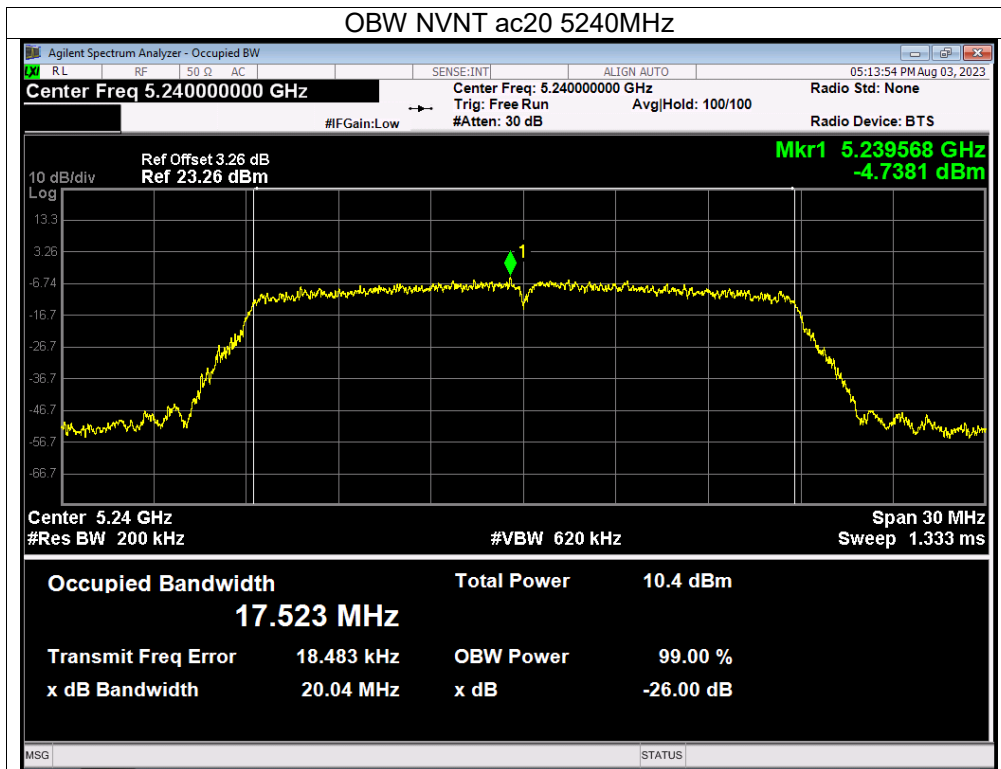 OBW NVNT ac20 5240MHz
Agilent Spectrum Analyzer - Occupied BW
LXI RL RF 50 Ω AC SENSE:INT ALIGN AUTO 05:13:54 PM Aug 03, 2023
Center Freq 5.240000000 GHz Center Freq: 5.240000000 GHz Radio Std: None
Trig: Free Run Avg|Hold: 100/100
#IFGain:Low #Atten: 30 dB Radio Device: BTS
Mkr1 5.239568 GHz
-4.7381 dBm
Ref Offset 3.26 dB
10 dB/div Ref 23.26 dBm
Log
13.3
3.26
1
-6.74
-16.7
-26.7
-36.7
-46.7
-56.7
-66.7
Center 5.24 GHz Span 30 MHz
#Res BW 200 kHz #VBW 620 kHz Sweep 1.333 ms
Occupied Bandwidth Total Power 10.4 dBm
17.523 MHz
Transmit Freq Error 18.483 kHz OBW Power 99.00 %
x dB Bandwidth 20.04 MHz x dB -26.00 dB
MSG STATUS